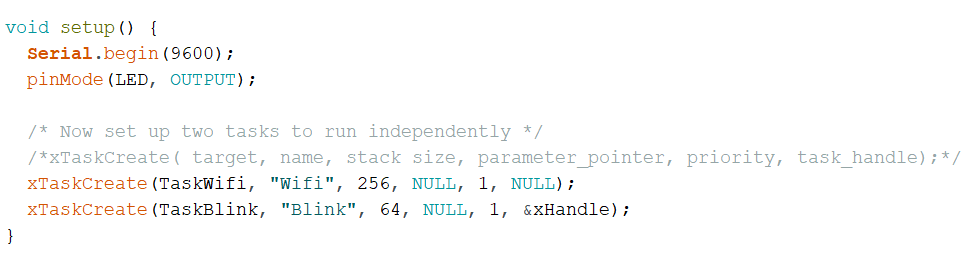 void setup() {
  Serial.begin(9600);
  pinMode(LED, OUTPUT);

  /* Now set up two tasks to run independently */
  /*xTaskCreate( target, name, stack size, parameter_pointer, priority, task_handle);*/
  xTaskCreate(TaskWifi, "Wifi", 256, NULL, 1, NULL);
  xTaskCreate(TaskBlink, "Blink", 64, NULL, 1, &xHandle);
}